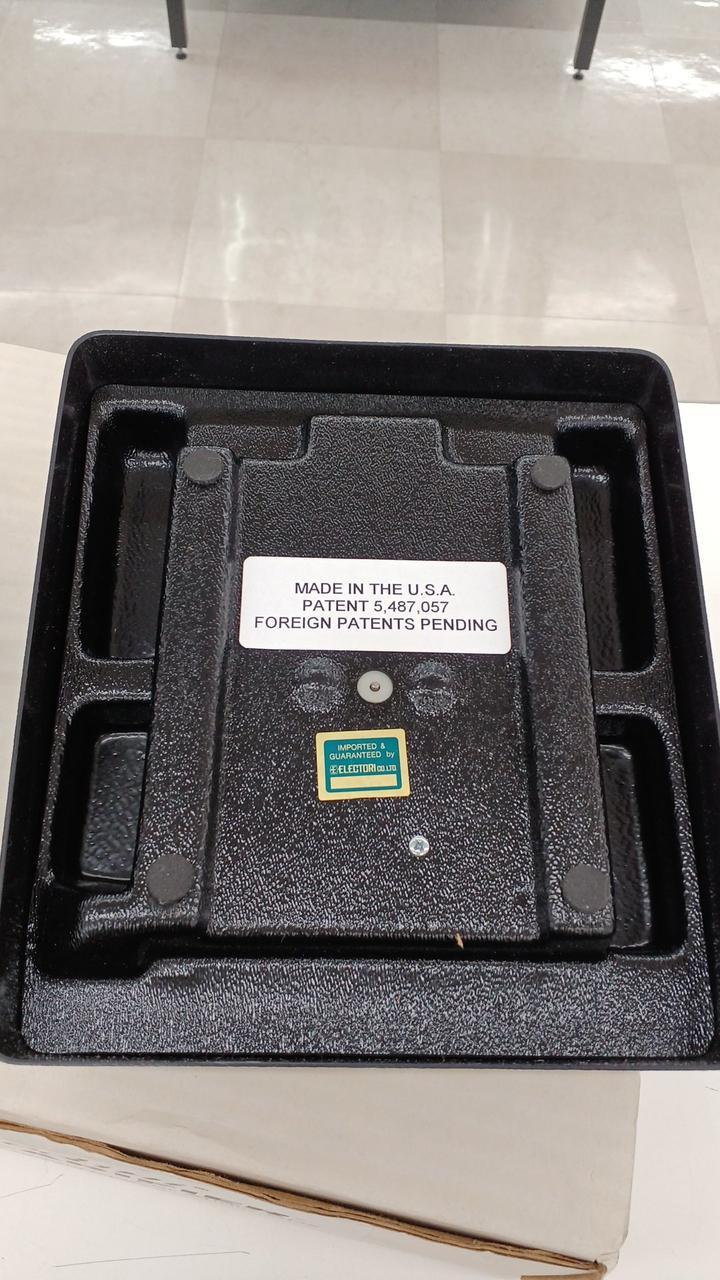 MADE IN THE U.S.A.
PATENT 5,487,057
FOREIGN PATENTS PENDING
IMPORTED &
GUARANTEED by
ELECTORI CO.,LTD.